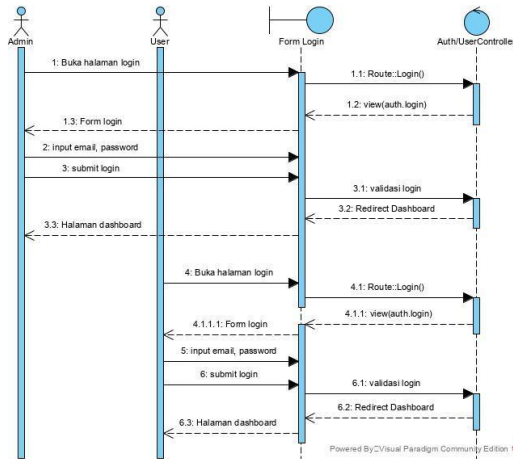 Admin
User
Form Login
Auth/UserController
1: Buka halaman login
1.1: Route::Login()
1.2: view(auth.login)
1.3: Form login
2: input email, password
3: submit login
3.1: validasi login
3.2: Redirect Dashboard
3.3: Halaman dashboard
4: Buka halaman login
4.1: Route::Login()
4.1.1: view(auth.login)
4.1.1.1: Form login
5: input email, password
6: submit login
6.1: validasi login
6.2: Redirect Dashboard
6.3: Halaman dashboard
Powered By Visual Paradigm Community Edition